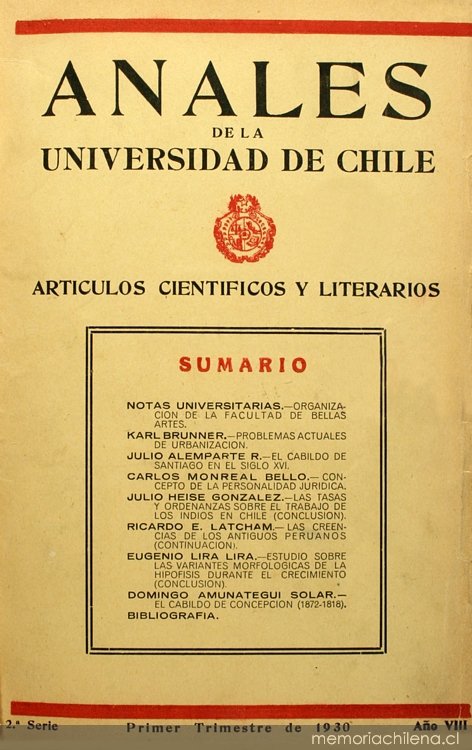 ANALES
DE LA
UNIVERSIDAD DE CHILE
ARTICULOS CIENTIFICOS Y LITERARIOS
SUMARIO
NOTAS UNIVERSITARIAS.—ORGANIZA-
CION DE LA FACULTAD DE BELLAS
ARTES.
KARL BRUNNER.—PROBLEMAS ACTUALES
DE URBANIZACION.
JULIO ALEMPARTE R.—EL CABILDO DE
SANTIAGO EN EL SIGLO XVI.
CARLOS MONREAL BELLO.— CON-
CEPTO DE LA PERSONALIDAD JURIDICA.
JULIO HEISE GONZALEZ.—LAS TASAS
Y ORDENANZAS SOBRE EL TRABAJO DE
LOS INDIOS EN CHILE (CONCLUSION).
RICARDO E. LATCHAM.—LAS CREEN-
CIAS DE LOS ANTIGUOS PERUANOS
(CONTINUACION).
EUGENIO LIRA LIRA.—ESTUDIO SOBRE
LAS VARIANTES MORFOLOGICAS DE LA
HIPOFISIS DURANTE EL CRECIMIENTO
(CONCLUSION).
DOMINGO AMUNATEGUI SOLAR.—
EL CABILDO DE CONCEPCION (1872-1818).
BIBLIOGRAFIA.
2.ª Serie Primer Trimestre de 1930 Año VIII
memoriachilena.cl